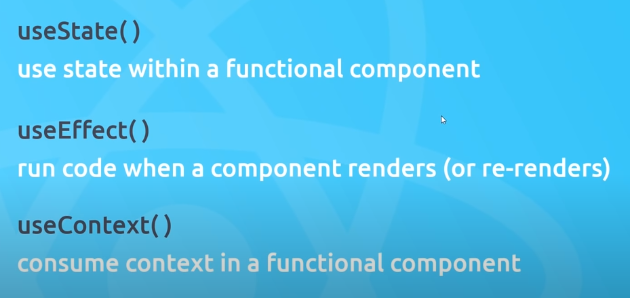 useState( )
use state within a functional component
useEffect( )
run code when a component renders (or re-renders)
useContext( )
consume context in a functional component